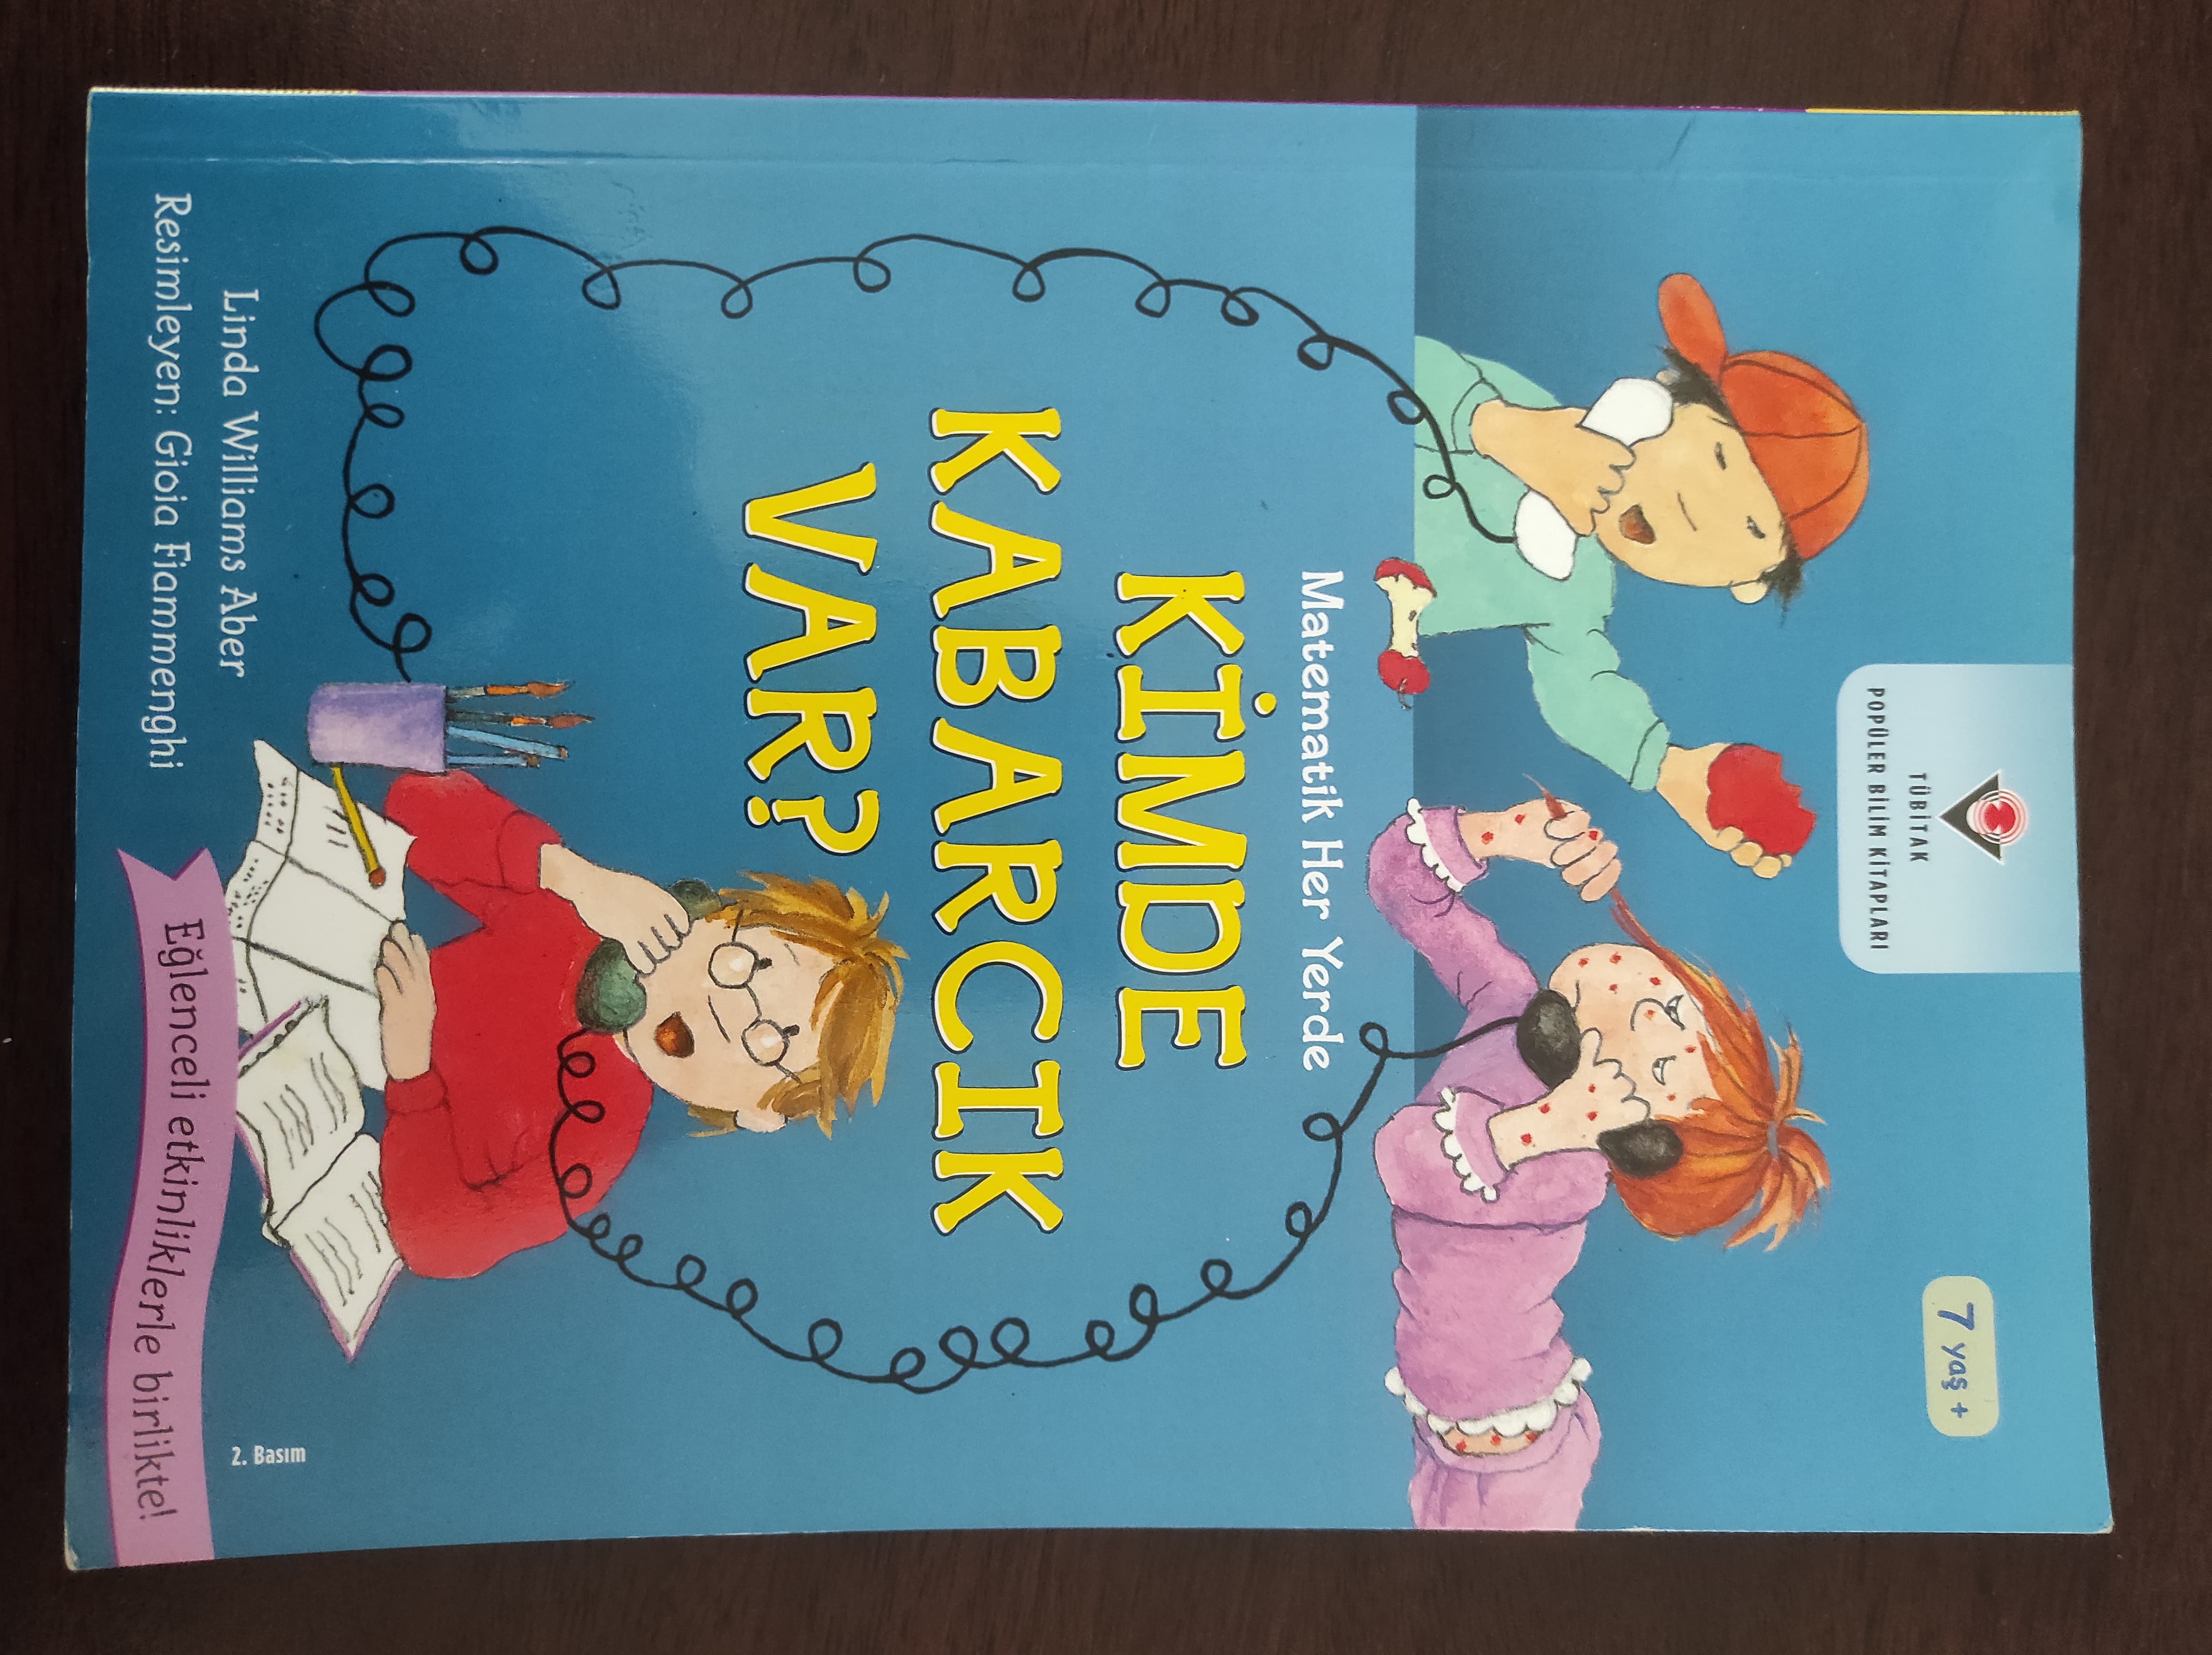 TÜBİTAK
POPÜLER BİLİM KİTAPLARI
7 yaş +
Matematik Her Yerde
KİMDE
KABARCIK
VAR?
Linda Williams Aber
Resimleyen: Gioia Fiammenghi
Eğlenceli etkinliklerle birlikte!
2. Basım